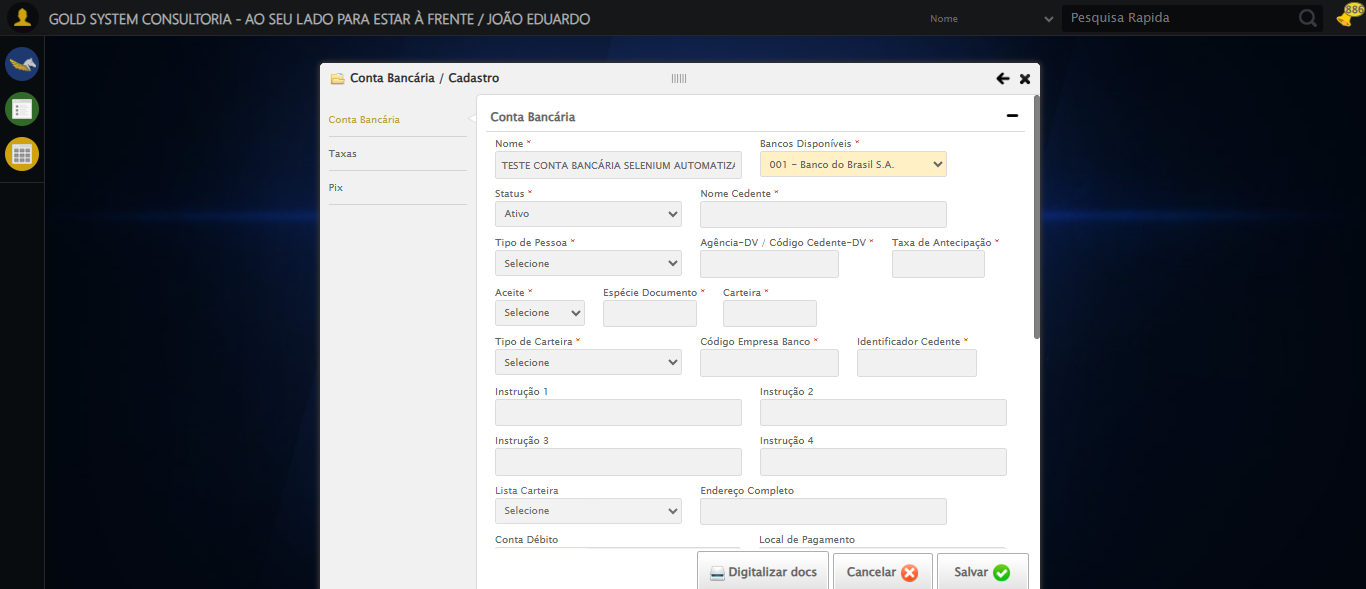 GOLD SYSTEM CONSULTORIA - AO SEU LADO PARA ESTAR À FRENTE / JOÃO EDUARDO
Nome
Pesquisa Rapida
886
Conta Bancária / Cadastro
Conta Bancária
Taxas
Pix
Conta Bancária
Nome * Bancos Disponíveis *
TESTE CONTA BANCÁRIA SELENIUM AUTOMATIZA 001 - Banco do Brasil S.A.
Status * Nome Cedente *
Ativo
Tipo de Pessoa * Agência-DV / Código Cedente-DV * Taxa de Antecipação *
Selecione
Aceite * Espécie Documento * Carteira *
Selecione
Tipo de Carteira * Código Empresa Banco * Identificador Cedente *
Selecione
Instrução 1 Instrução 2
Instrução 3 Instrução 4
Lista Carteira Endereço Completo
Selecione
Conta Débito Local de Pagamento
Digitalizar docs Cancelar Salvar